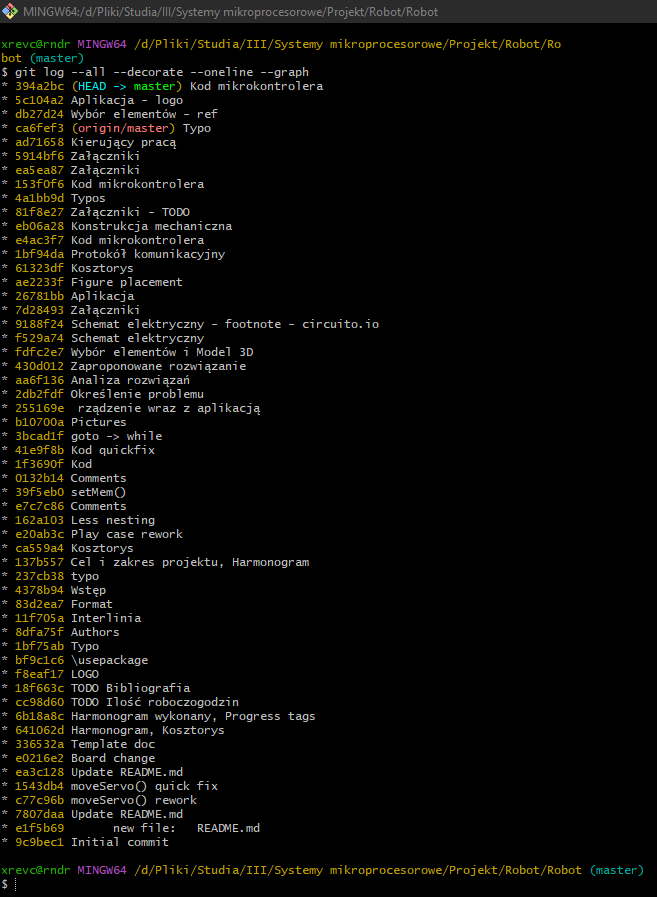 MINGW64:/d/Pliki/Studia/III/Systemy mikroprocesorowe/Projekt/Robot/Robot
xrevc@rndr MINGW64 /d/Pliki/Studia/III/Systemy mikroprocesorowe/Projekt/Robot/Ro
bot (master)
$ git log --all --decorate --oneline --graph
* 394a2bc (HEAD -> master) Kod mikrokontrolera
* 5c104a2 Aplikacja - logo
* db27d24 Wybór elementów - ref
* ca6fef3 (origin/master) Typo
* ad71658 Kierujący pracą
* 5914bf6 Załączniki
* ea5ea87 Załączniki
* 153f0f6 Kod mikrokontrolera
* 4a1bb9d Typos
* 81f8e27 Załączniki - TODO
* eb06a28 Konstrukcja mechaniczna
* e4ac3f7 Kod mikrokontrolera
* 1bf94da Protokół komunikacyjny
* 61323df Kosztorys
* ae2233f Figure placement
* 26781bb Aplikacja
* 7d28493 Załączniki
* 9188f24 Schemat elektryczny - footnote - circuito.io
* f529a74 Schemat elektryczny
* fdfc2e7 Wybór elementów i Model 3D
* 430d012 Zaproponowane rozwiązanie
* aa6f136 Analiza rozwiązań
* 2db2fdf Określenie problemu
* 255169e  rządzenie wraz z aplikacją
* b10700a Pictures
* 3bcad1f goto -> while
* 41e9f8b Kod quickfix
* 1f3690f Kod
* 0132b14 Comments
* 39f5eb0 setMem()
* e7c7c86 Comments
* 162a103 Less nesting
* e20ab3c Play case rework
* ca559a4 Kosztorys
* 137b557 Cel i zakres projektu, Harmonogram
* 237cb38 typo
* 4378b94 Wstęp
* 83d2ea7 Format
* 11f705a Interlinia
* 8dfa75f Authors
* 1bf75ab Typo
* bf9c1c6 \usepackage
* f8eaf17 LOGO
* 18f663c TODO Bibliografia
* cc98d60 TODO Ilość roboczogodzin
* 6b18a8c Harmonogram wykonany, Progress tags
* 641062d Harmonogram, Kosztorys
* 336532a Template doc
* e0216e2 Board change
* ea3c128 Update README.md
* 1543db4 moveServo() quick fix
* c77c96b moveServo() rework
* 7807daa Update README.md
* e1f5b69       new file:   README.md
* 9c9bec1 Initial commit
xrevc@rndr MINGW64 /d/Pliki/Studia/III/Systemy mikroprocesorowe/Projekt/Robot/Robot (master)
$